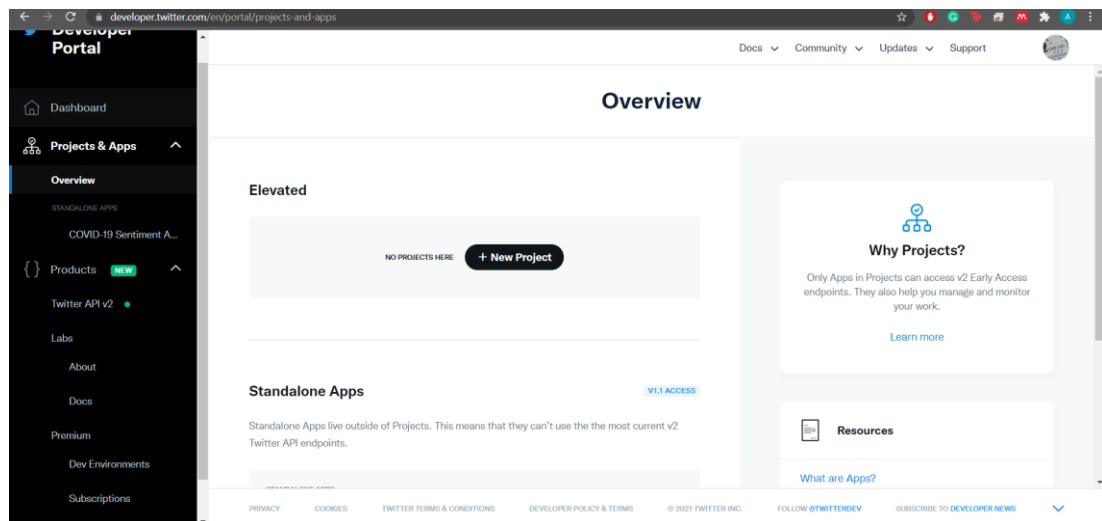 developer.twitter.com/en/portal/projects-and-apps
Developer
Portal
Docs
Community
Updates
Support
Dashboard
Projects & Apps
Overview
STANDALONE APPS
COVID-19 Sentiment A...
Products NEW
Twitter API v2
Labs
About
Docs
Premium
Dev Environments
Subscriptions
Overview
Elevated
NO PROJECTS HERE + New Project
Standalone Apps
V1.1 ACCESS
Standalone Apps live outside of Projects. This means that they can't use the the most current v2
Twitter API endpoints.
STANDALONE APPS
Why Projects?
Only Apps in Projects can access v2 Early Access
endpoints. They also help you manage and monitor
your work.
Learn more
Resources
What are Apps?
PRIVACY COOKIES TWITTER TERMS & CONDITIONS DEVELOPER POLICY & TERMS © 2021 TWITTER INC. FOLLOW @TWITTERDEV SUBSCRIBE TO DEVELOPER NEWS